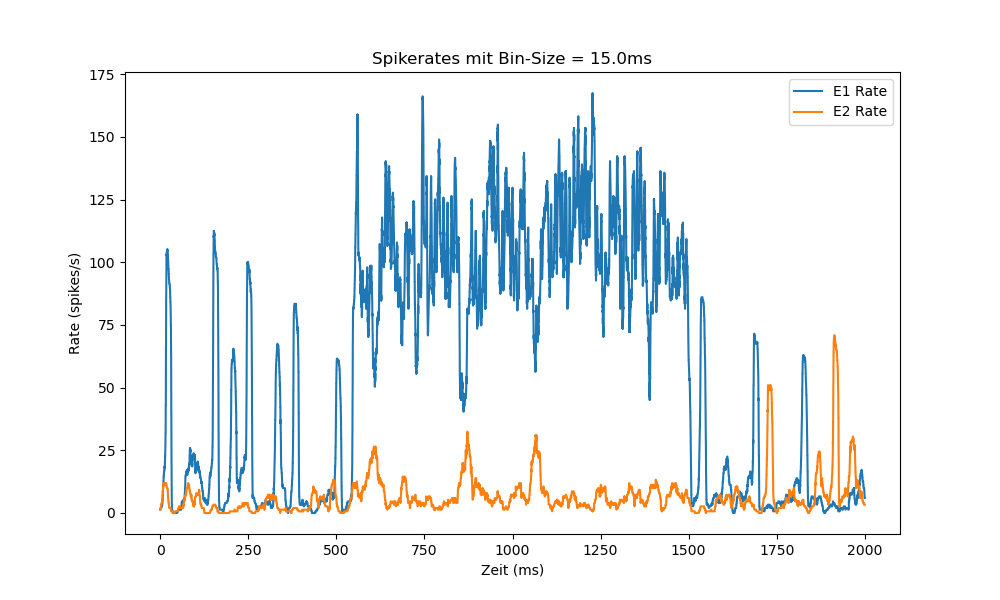 Spikerates mit Bin-Size = 15.0ms
E1 Rate
E2 Rate
175
150
125
100
75
50
25
0
Rate (spikes/s)
0 250 500 750 1000 1250 1500 1750 2000
Zeit (ms)